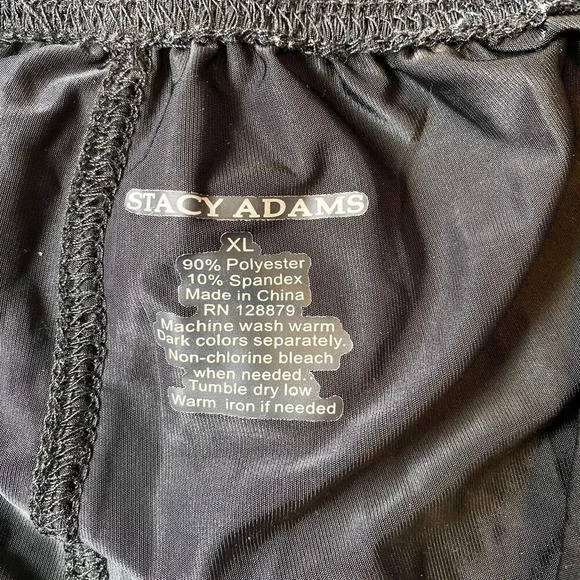 STACY ADAMS
XL
90% Polyester
10% Spandex
Made in China
RN 128879
Machine wash warm
Dark colors separately.
Non-chlorine bleach
when needed.
Tumble dry low
Warm iron if needed